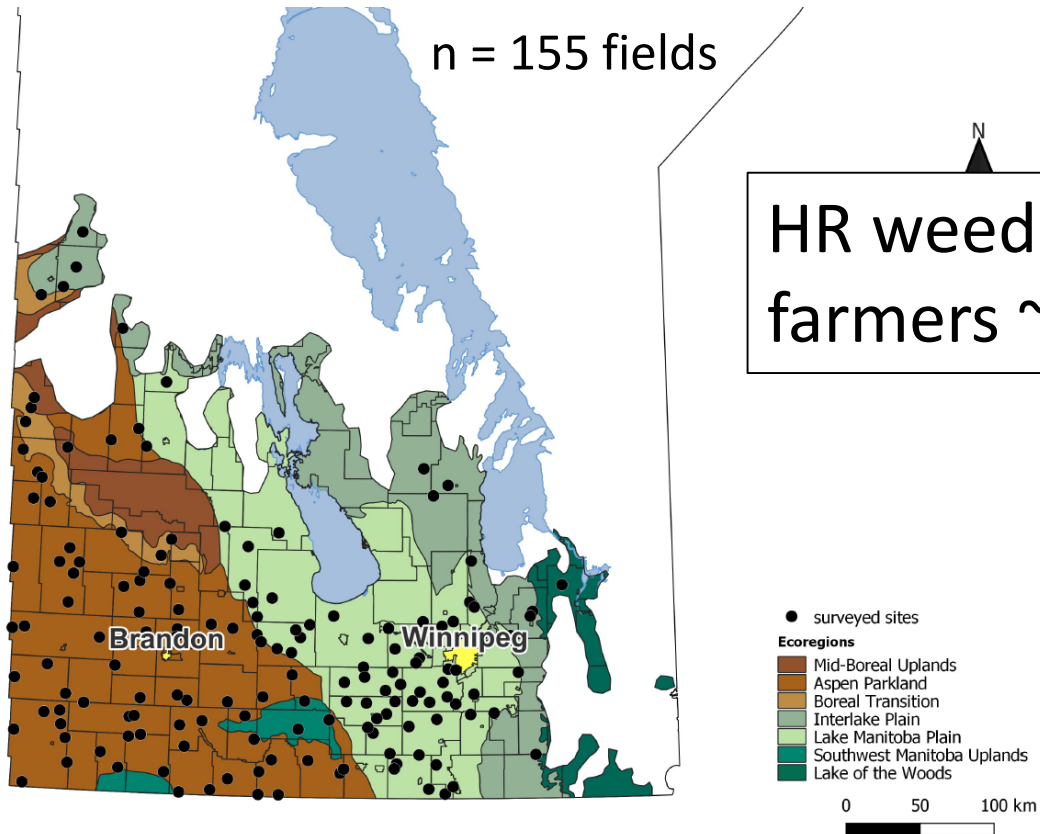 n = 155 fields
N
HR weed
farmers ~
Brandon
Winnipeg
surveyed sites
Ecoregions
Mid-Boreal Uplands
Aspen Parkland
Boreal Transition
Interlake Plain
Lake Manitoba Plain
Southwest Manitoba Uplands
Lake of the Woods
0 50 100 km